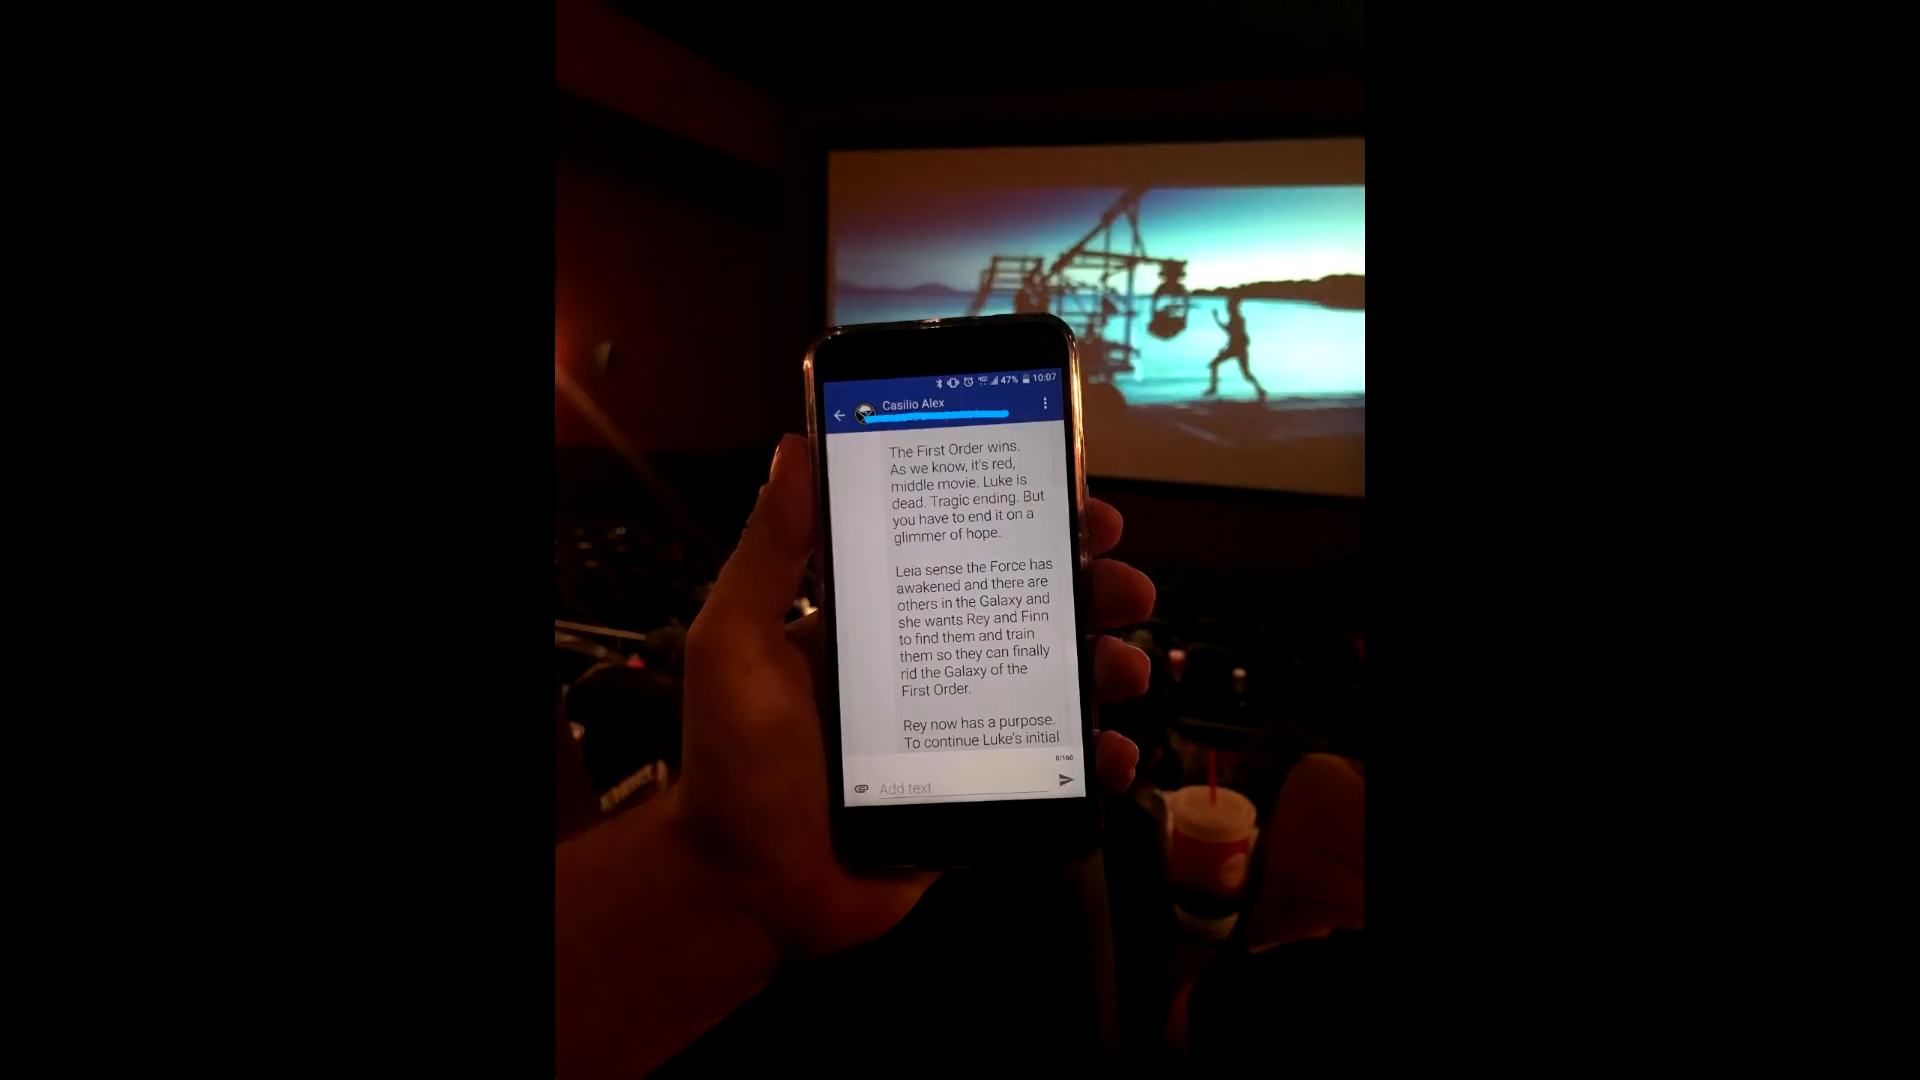 47% 10:07
Casilio Alex
The First Order wins.
As we know, it's red,
middle movie. Luke is
dead. Tragic ending. But
you have to end it on a
glimmer of hope.
Leia sense the Force has
awakened and there are
others in the Galaxy and
she wants Rey and Finn
to find them and train
them so they can finally
rid the Galaxy of the
First Order.
Rey now has a purpose.
To continue Luke's initial
0/160
Add text